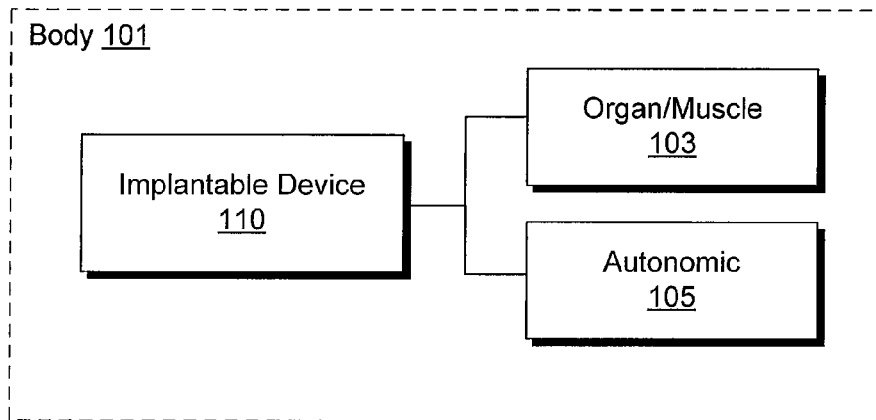 Body 101
Organ/Muscle
103
Implantable Device
110
Autonomic
105